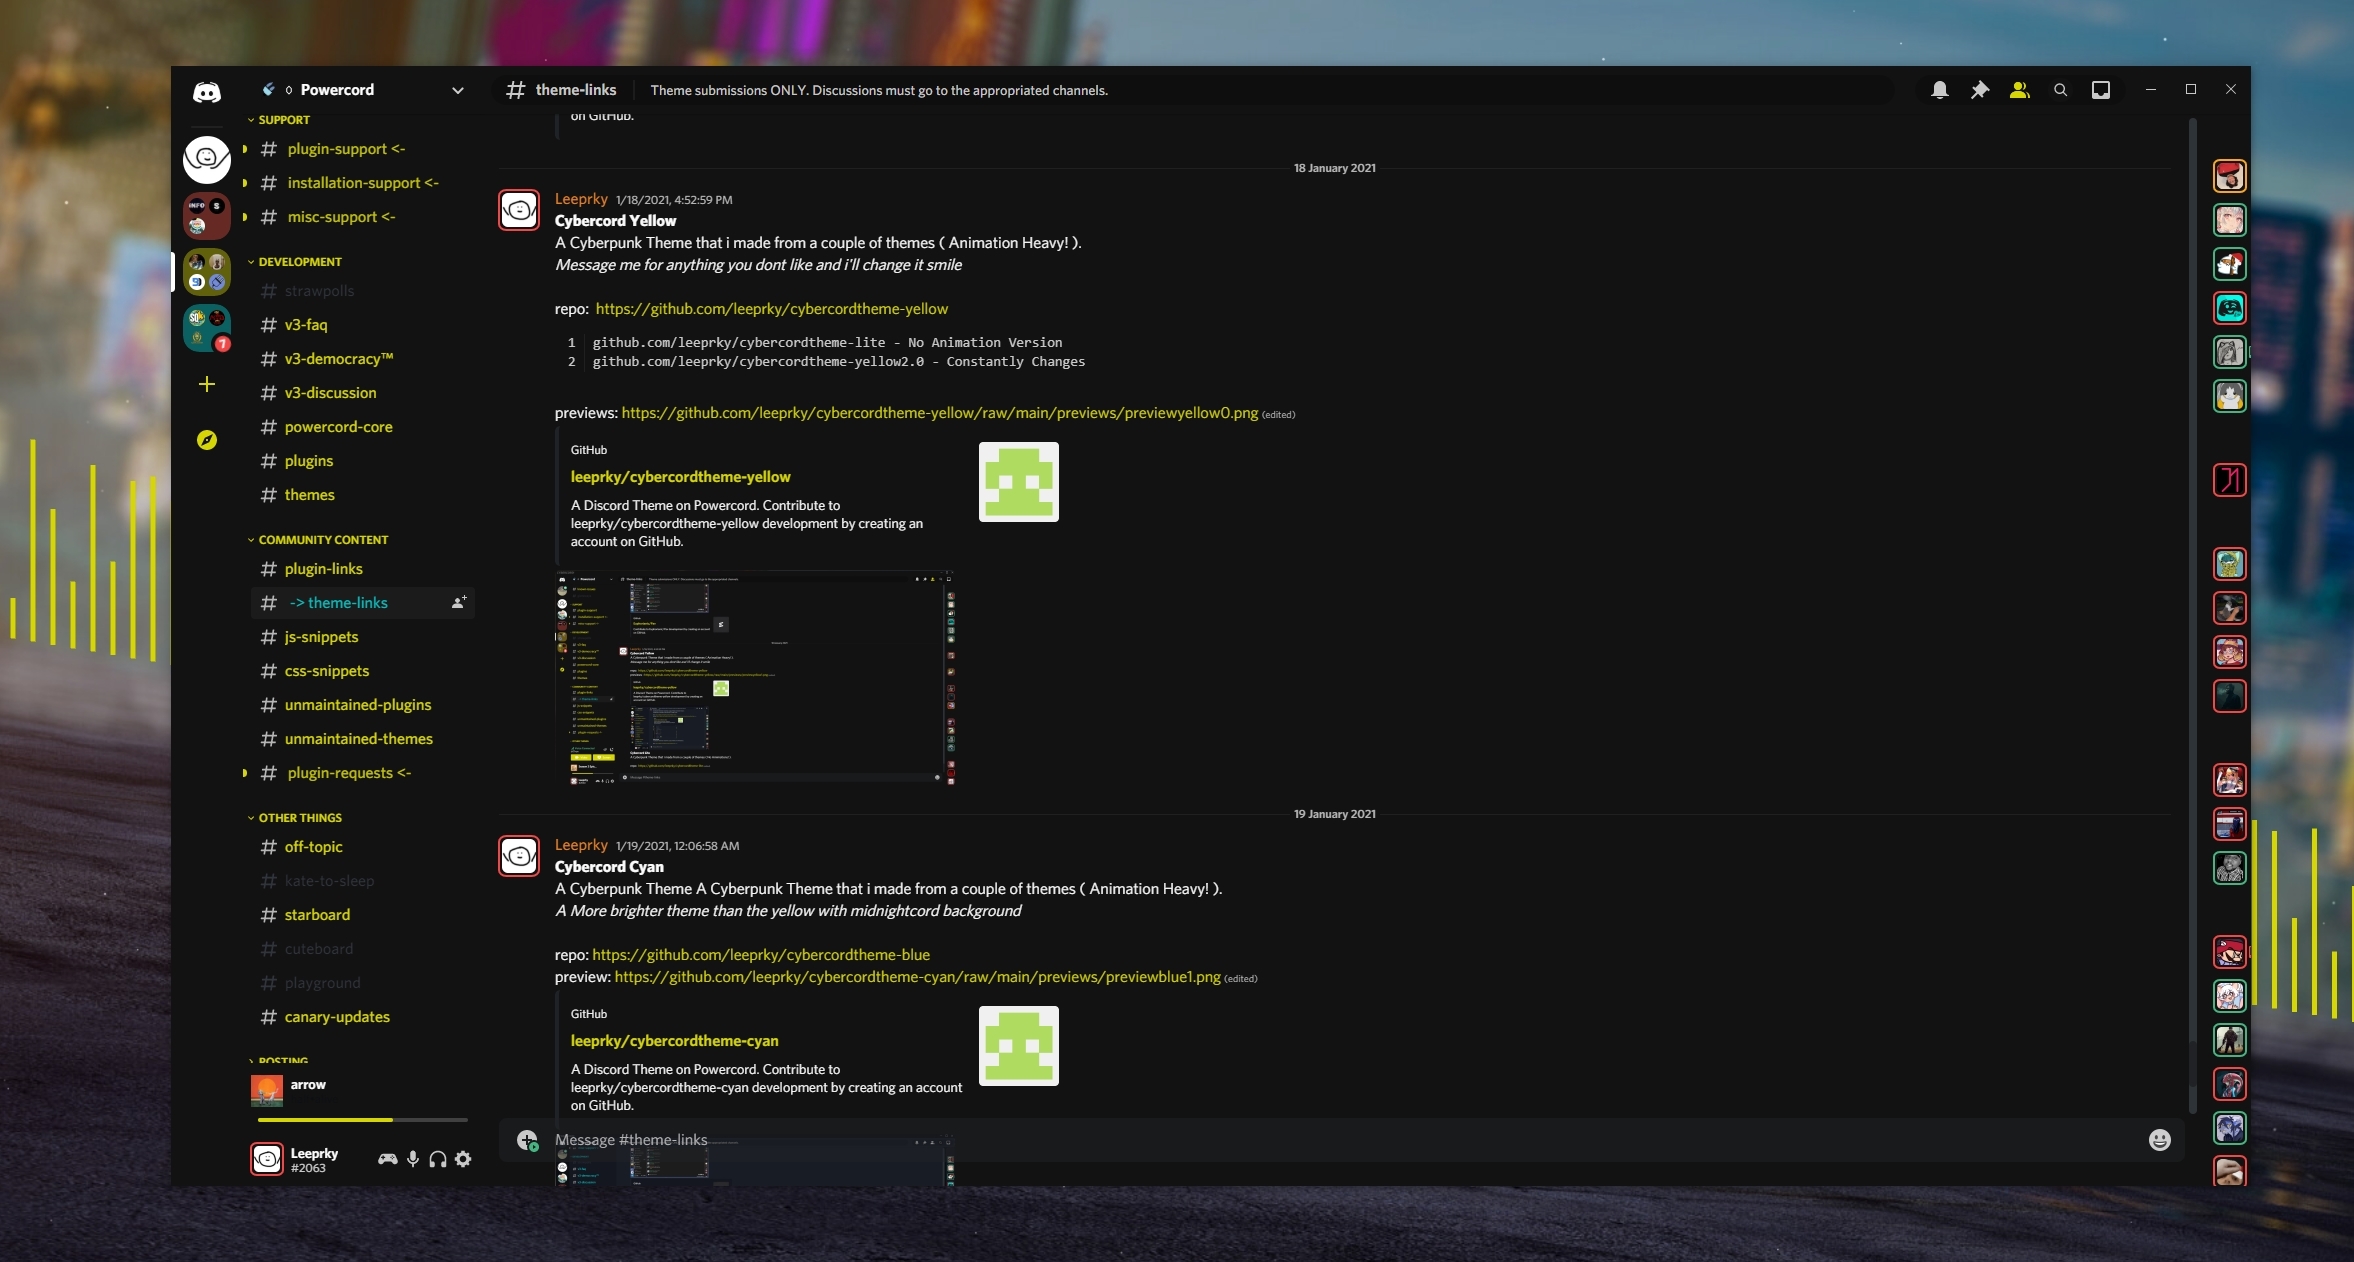 Powercord
SUPPORT
plugin-support <-
installation-support <-
misc-support <-
DEVELOPMENT
strawpolls
v3-faq
v3-democracy™
v3-discussion
powercord-core
plugins
themes
COMMUNITY CONTENT
plugin-links
-> theme-links
js-snippets
css-snippets
unmaintained-plugins
unmaintained-themes
plugin-requests <-
OTHER THINGS
off-topic
kate-to-sleep
starboard
cuteboard
playground
canary-updates
POSTING
arrow
Leeprky
#2063
INFO S
7
theme-links
Theme submissions ONLY. Discussions must go to the appropriated channels.
on GitHub.
18 January 2021
Leeprky 1/18/2021, 4:52:59 PM
Cybercord Yellow
A Cyberpunk Theme that i made from a couple of themes ( Animation Heavy! ).
Message me for anything you dont like and i'll change it smile
repo: https://github.com/leeprky/cybercordtheme-yellow
1 github.com/leeprky/cybercordtheme-lite - No Animation Version
2 github.com/leeprky/cybercordtheme-yellow2.0 - Constantly Changes
previews: https://github.com/leeprky/cybercordtheme-yellow/raw/main/previews/previewyellow0.png (edited)
GitHub
leeprky/cybercordtheme-yellow
A Discord Theme on Powercord. Contribute to
leeprky/cybercordtheme-yellow development by creating an
account on GitHub.
19 January 2021
Leeprky 1/19/2021, 12:06:58 AM
Cybercord Cyan
A Cyberpunk Theme A Cyberpunk Theme that i made from a couple of themes ( Animation Heavy! ).
A More brighter theme than the yellow with midnightcord background
repo: https://github.com/leeprky/cybercordtheme-blue
preview: https://github.com/leeprky/cybercordtheme-cyan/raw/main/previews/previewblue1.png (edited)
GitHub
leeprky/cybercordtheme-cyan
A Discord Theme on Powercord. Contribute to
leeprky/cybercordtheme-cyan development by creating an account
on GitHub.
Message #theme-links